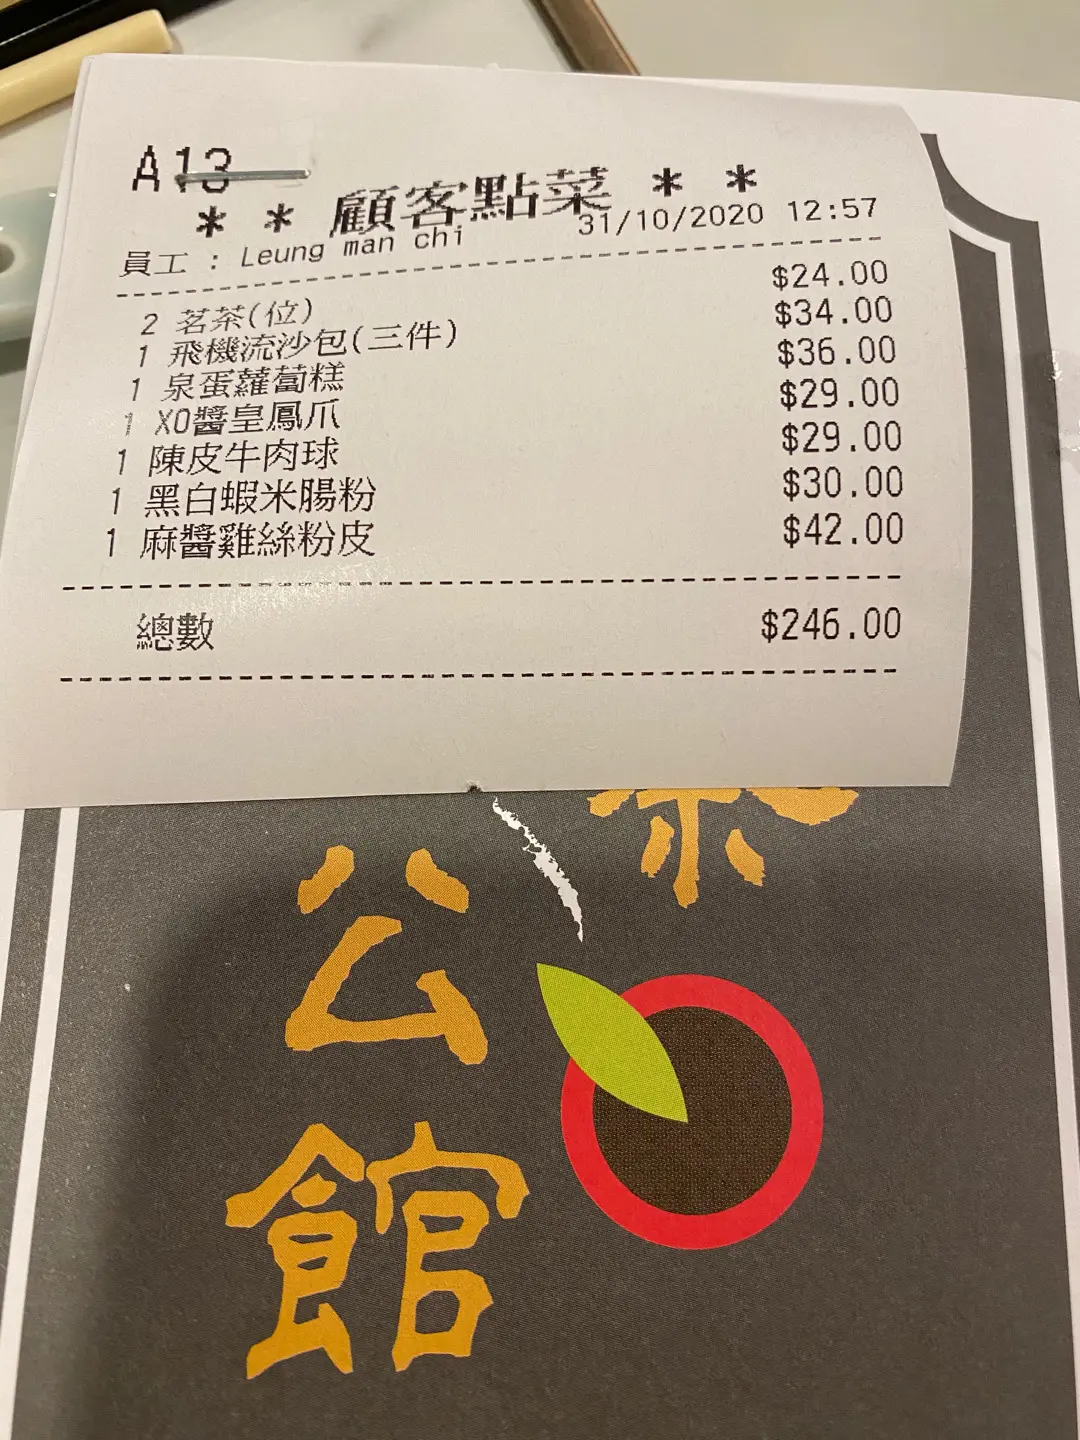 A13
* * 顧客點菜 * *
員工 : Leung man chi 31/10/2020 12:57
2 茗茶(位) $24.00
1 飛機流沙包(三件) $34.00
1 泉蛋蘿蔔糕 $36.00
1 XO醬皇鳳爪 $29.00
1 陳皮牛肉球 $29.00
1 黑白蝦米腸粉 $30.00
1 麻醬雞絲粉皮 $42.00
總數 $246.00
公館